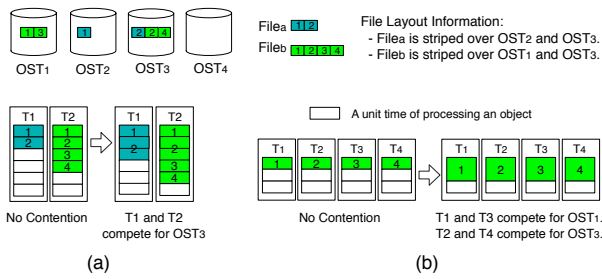 1 3
1
2 2 4
OST1
OST2
OST3
OST4
Filea 1 2
Fileb 1 2 3 4
File Layout Information:
- Filea is striped over OST2 and OST3.
- Fileb is striped over OST1 and OST3.
A unit time of processing an object
T1 T2
1 1
2 2
3
4
No Contention
T1 T2
1 1
2 2
3
4
T1 and T2
compete for OST3
(a)
T1 T2 T3 T4
1 2 3 4
No Contention
T1 T2 T3 T4
1 2 3 4
T1 and T3 compete for OST1.
T2 and T4 compete for OST3.
(b)